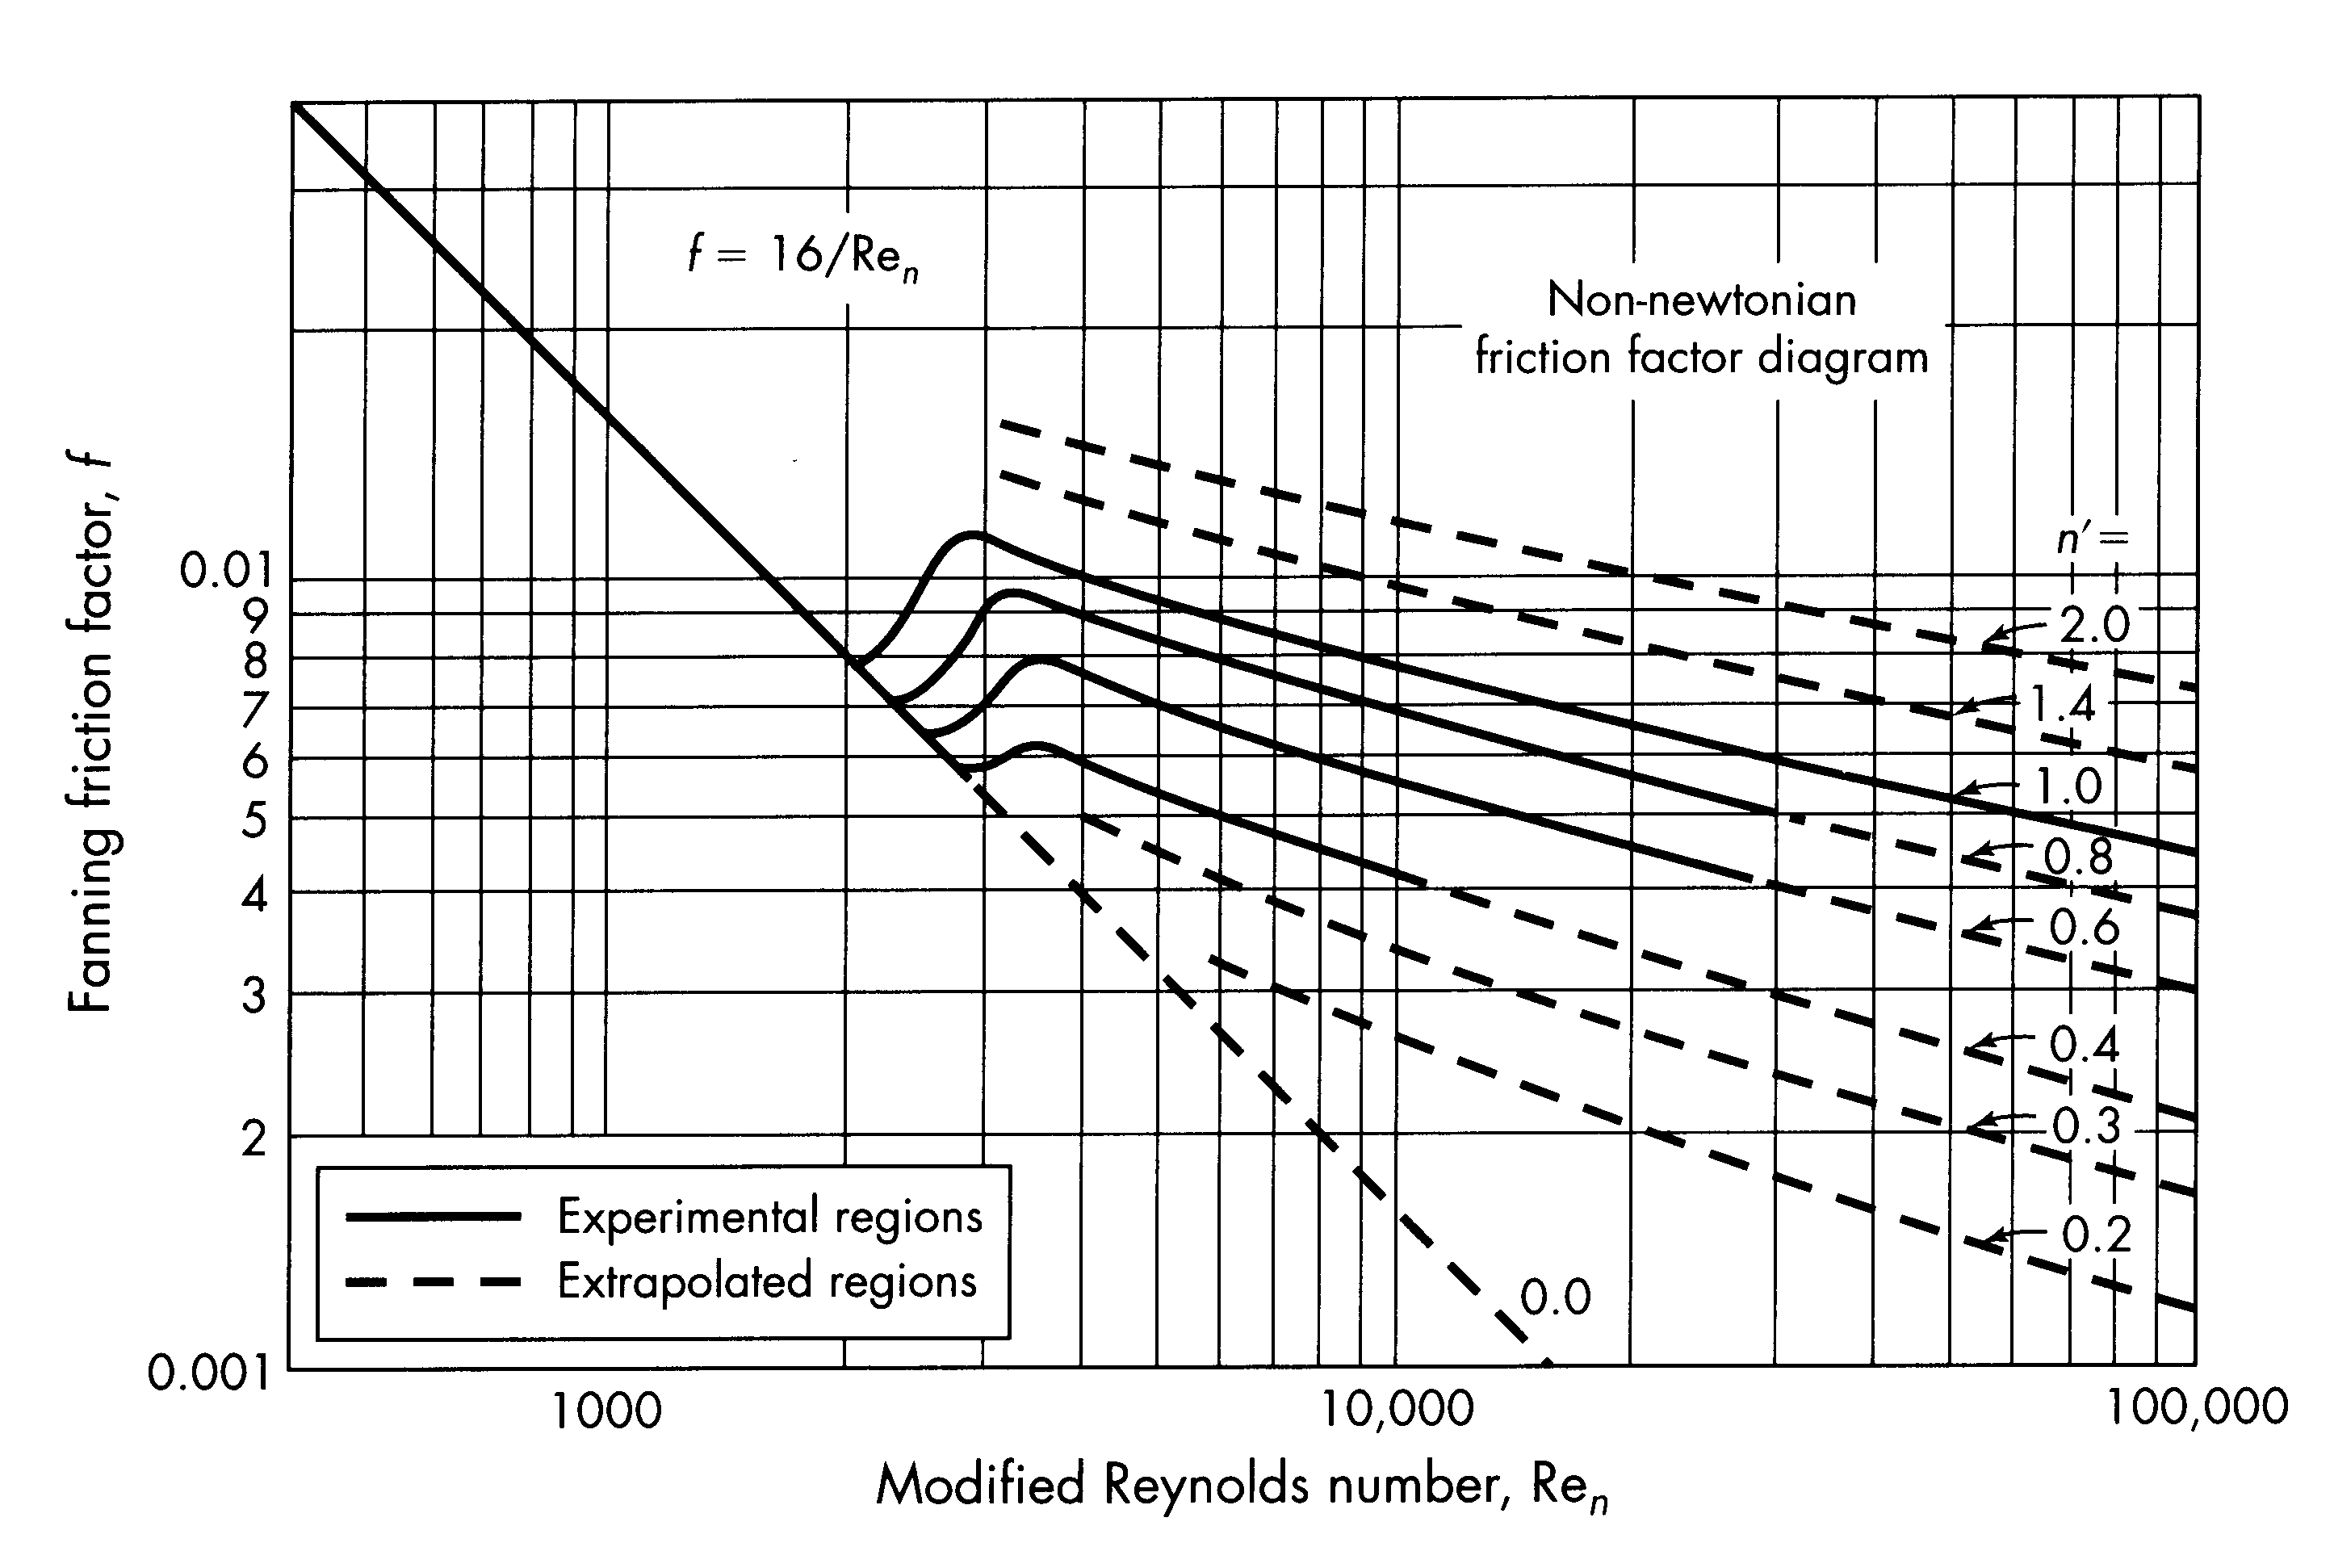 f = 16/Reₙ
Non-newtonian
friction factor diagram
n′ =
2.0
1.4
1.0
0.8
0.6
0.4
0.3
0.2
0.0
Fanning friction factor, f
0.01
9
8
7
6
5
4
3
2
0.001
Experimental regions
Extrapolated regions
1000
10,000
100,000
Modified Reynolds number, Reₙ